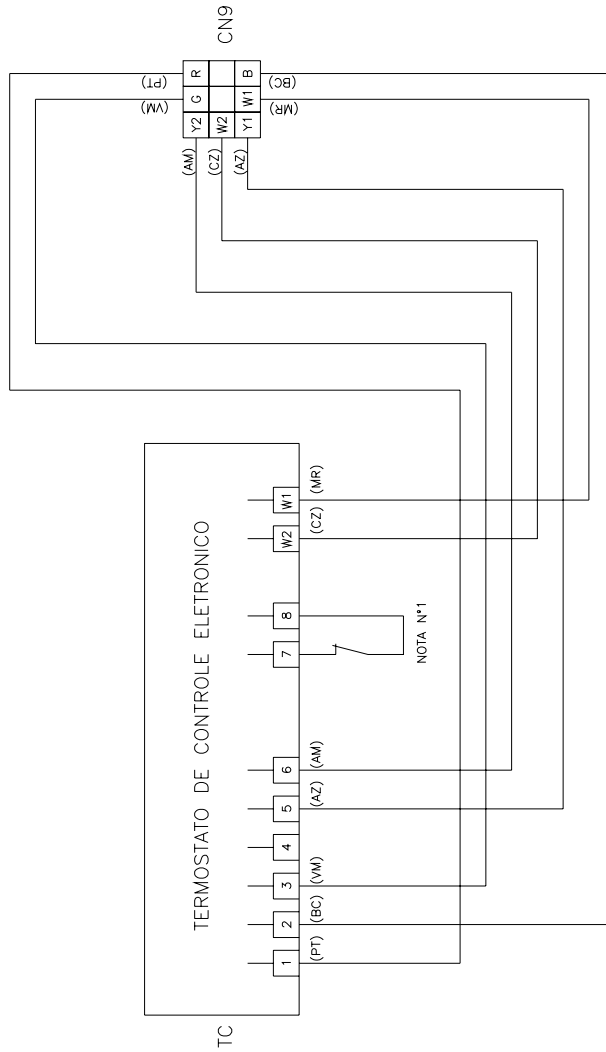 TC
TERMOSTATO DE CONTROLE ELETRONICO
1
2
3
4
5
6
7
8
W2
W1
(PT)
(BC)
(VM)
(AZ)
(AM)
(CZ)
(MR)
NOTA Nº1
CN9
(PT)
(VM)
R
G
Y2
W2
B
W1
Y1
(AM)
(CZ)
(AZ)
(BC)
(MR)